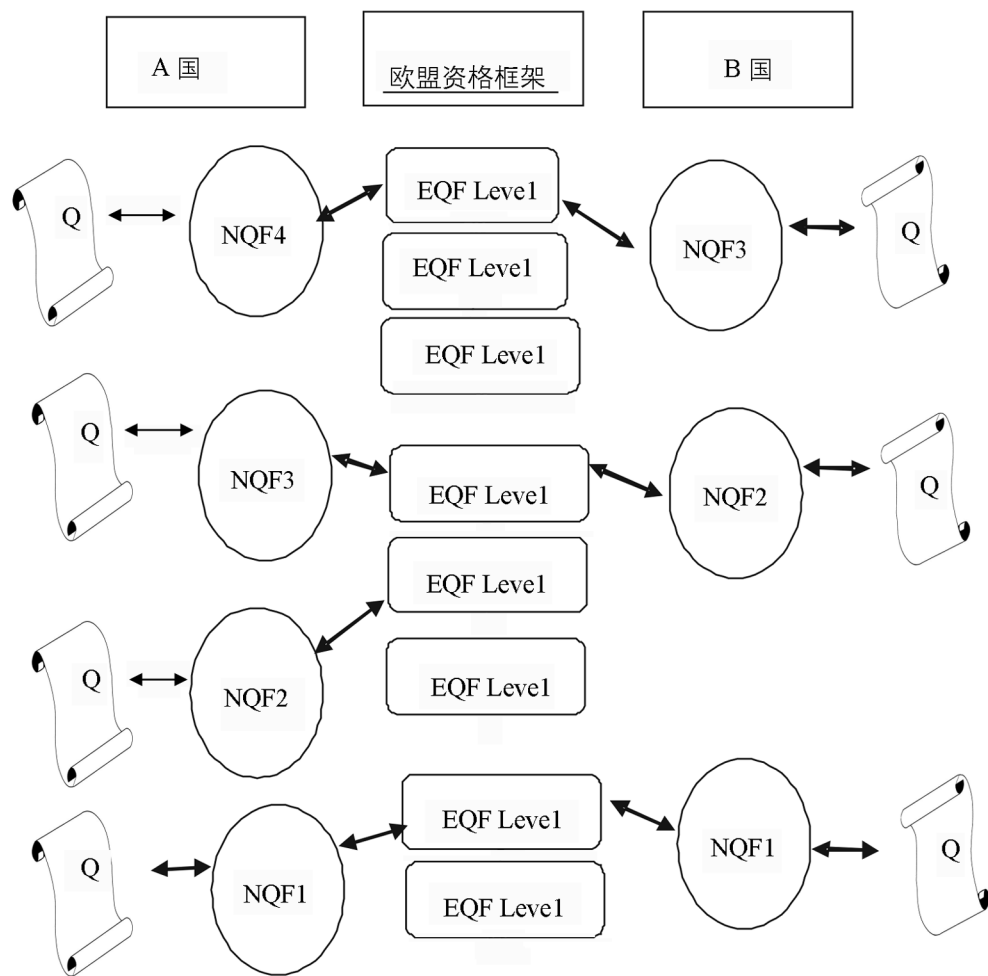 A 国
欧盟资格框架
B 国
Q
NQF4
EQF Leve1
NQF3
Q
EQF Leve1
EQF Leve1
Q
NQF3
EQF Leve1
NQF2
Q
EQF Leve1
Q
NQF2
EQF Leve1
Q
NQF1
EQF Leve1
NQF1
Q
EQF Leve1